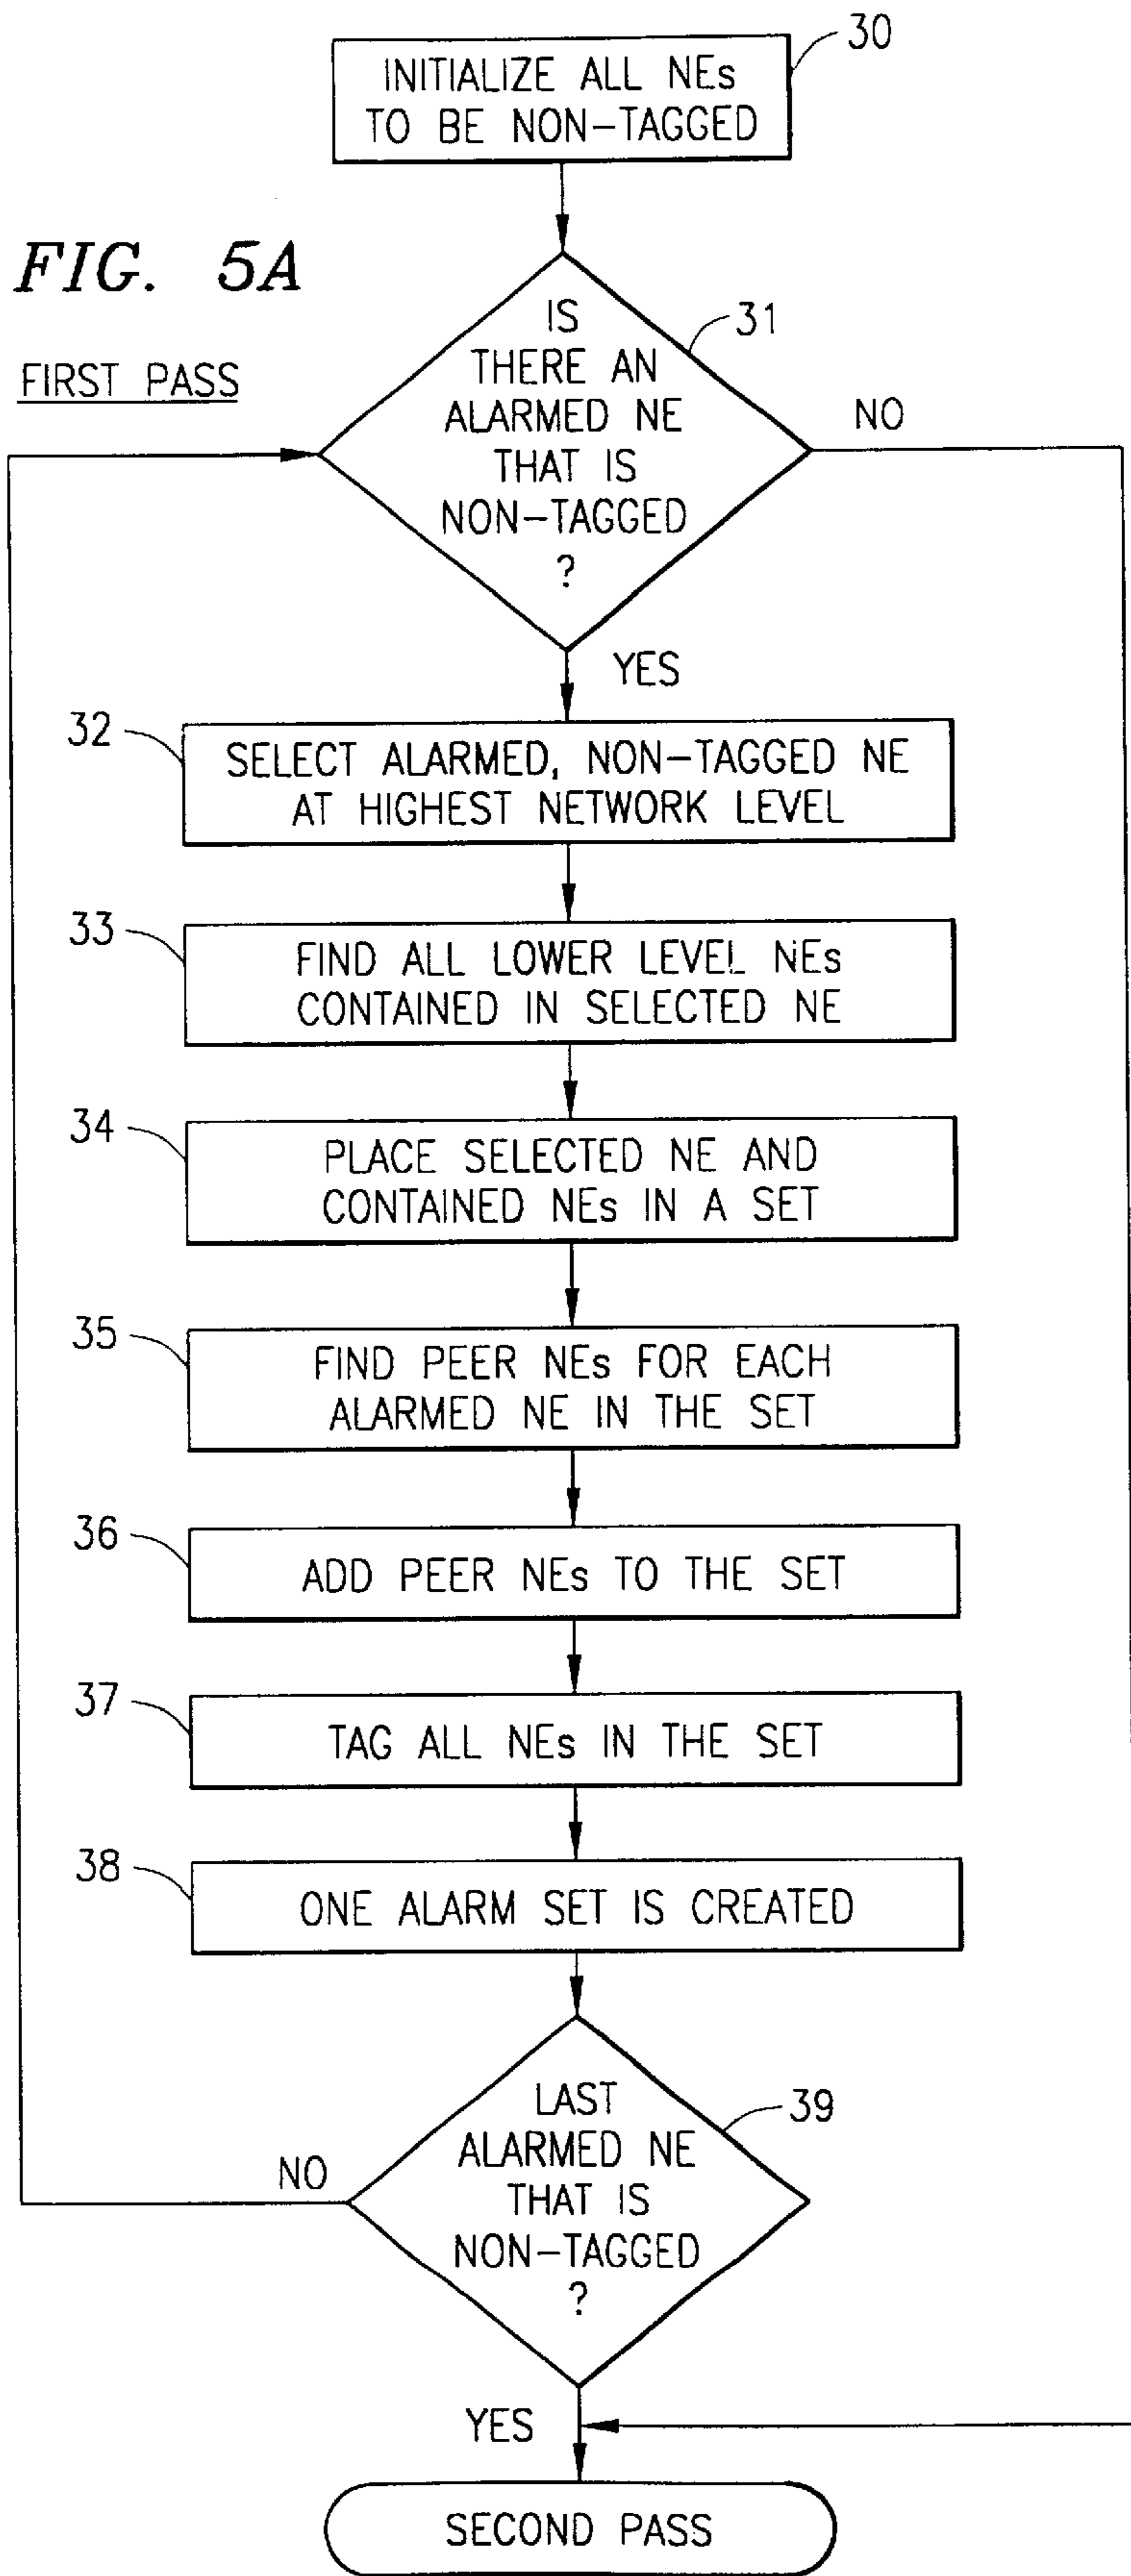 30
INITIALIZE ALL NEs
TO BE NON-TAGGED
FIG. 5A
FIRST PASS
31
IS
THERE AN
ALARMED NE
THAT IS
NON-TAGGED
?
NO
YES
32
SELECT ALARMED, NON-TAGGED NE
AT HIGHEST NETWORK LEVEL
33
FIND ALL LOWER LEVEL NEs
CONTAINED IN SELECTED NE
34
PLACE SELECTED NE AND
CONTAINED NEs IN A SET
35
FIND PEER NEs FOR EACH
ALARMED NE IN THE SET
36
ADD PEER NEs TO THE SET
37
TAG ALL NEs IN THE SET
38
ONE ALARM SET IS CREATED
39
LAST
ALARMED NE
THAT IS
NON-TAGGED
?
NO
YES
SECOND PASS